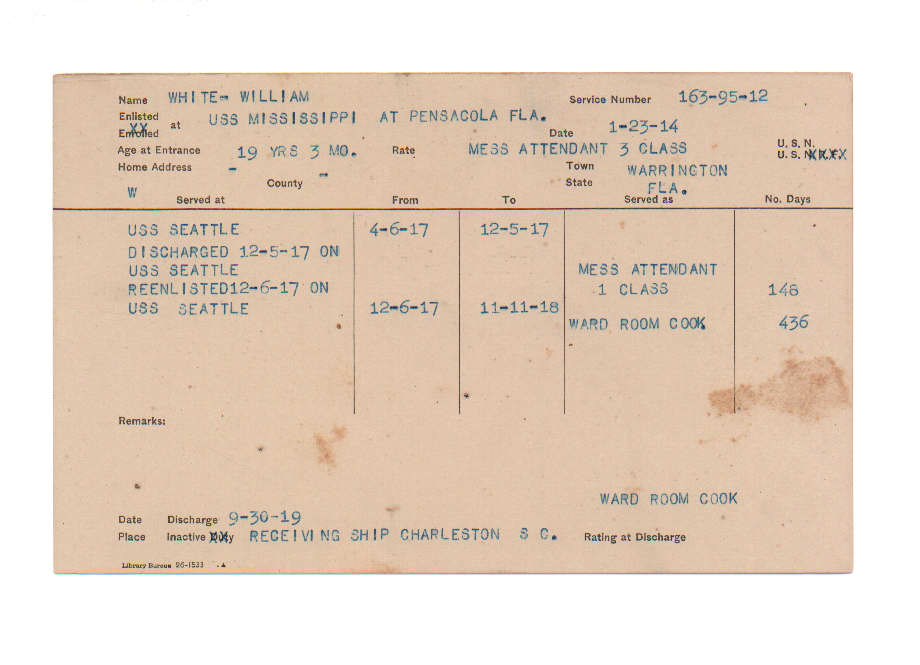 Name WHITE- WILLIAM Service Number 163-95-12
Enlisted at USS MISSISSIPPI AT PENSACOLA FLA.
Enrolled XX Date 1-23-14
Age at Entrance 19 YRS 3 MO. Rate MESS ATTENDANT 3 CLASS U. S. N.
Home Address - Town WARRINGTON U. S. N. XXXX
W County - State FLA.
Served at From To Served as No. Days
USS SEATTLE 4-6-17 12-5-17
DISCHARGED 12-5-17 ON
USS SEATTLE MESS ATTENDANT
REENLISTED12-6-17 ON 1 CLASS 148
USS SEATTLE 12-6-17 11-11-18
WARD ROOM COOK 436
Remarks:
WARD ROOM COOK
Date Discharge 9-30-19
Place Inactive Duty XX RECEIVING SHIP CHARLESTON S C. Rating at Discharge
Library Bureau 26-1533